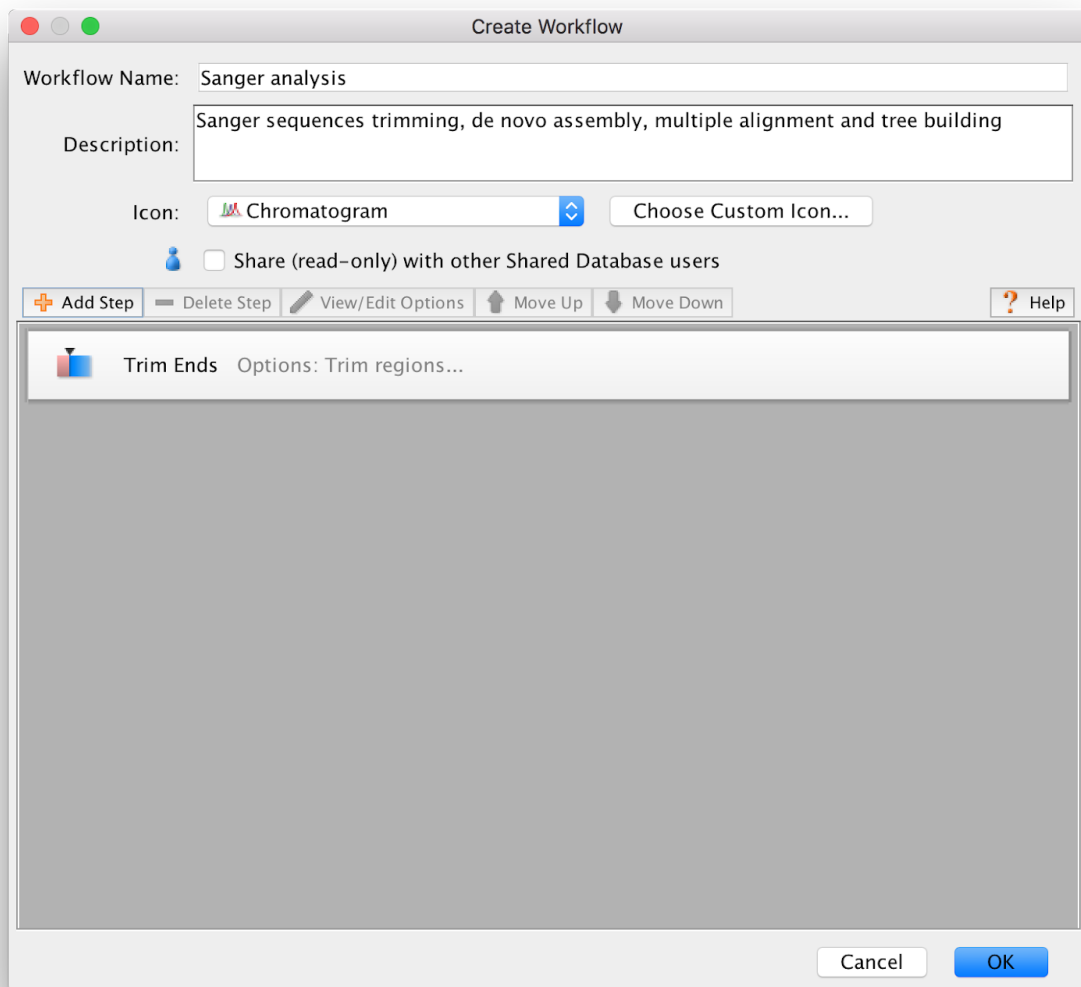 Create Workflow
Workflow Name: Sanger analysis
Description: Sanger sequences trimming, de novo assembly, multiple alignment and tree building
Icon: Chromatogram Choose Custom Icon...
Share (read-only) with other Shared Database users
Add Step Delete Step View/Edit Options Move Up Move Down ? Help
Trim Ends Options: Trim regions...
Cancel OK